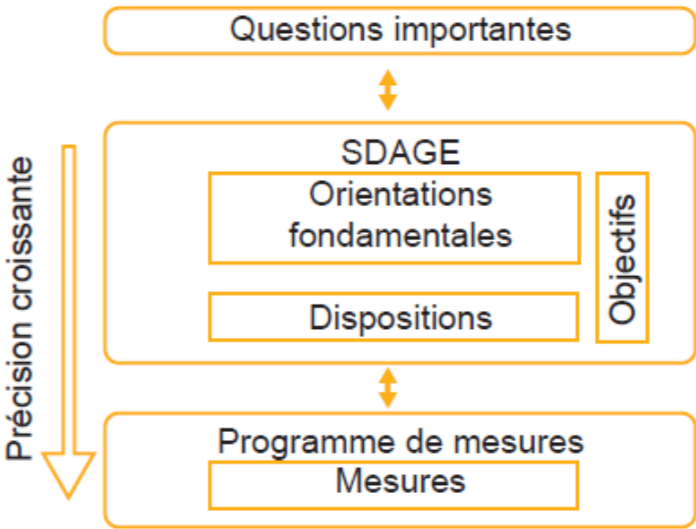 Questions importantes
Précision croissante
SDAGE
Orientations
fondamentales
Objectifs
Dispositions
Programme de mesures
Mesures